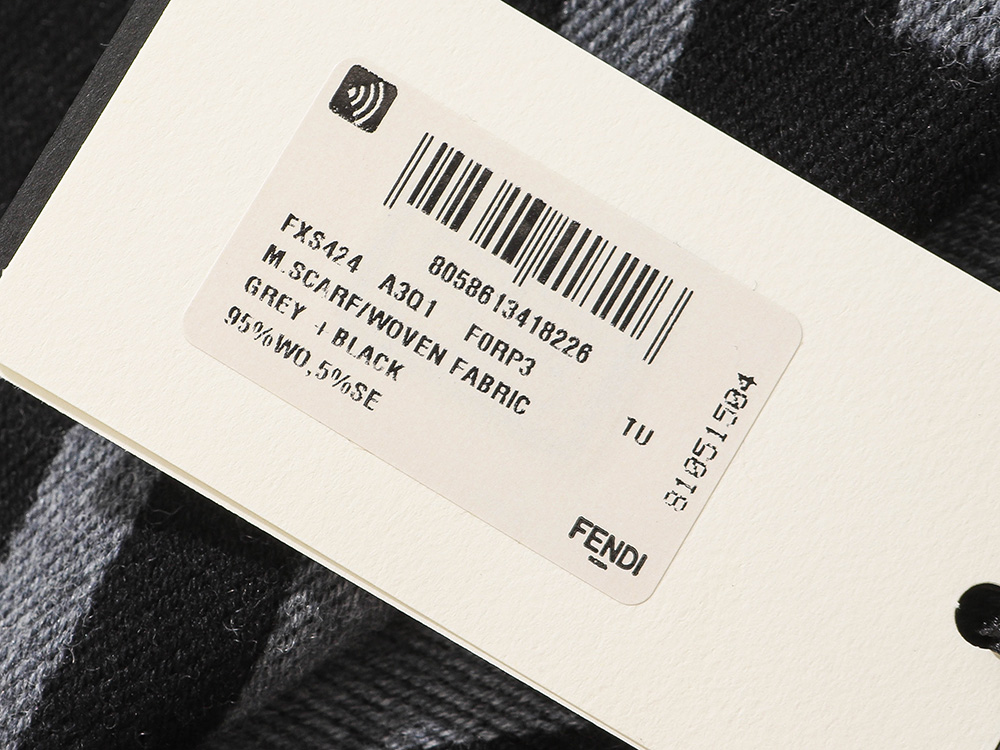 8058613418226
FXS424 A3Q1 F0RP3
M.SCARF/WOVEN FABRIC
GREY + BLACK
95%WO,5%SE
TU
81051504
FENDI